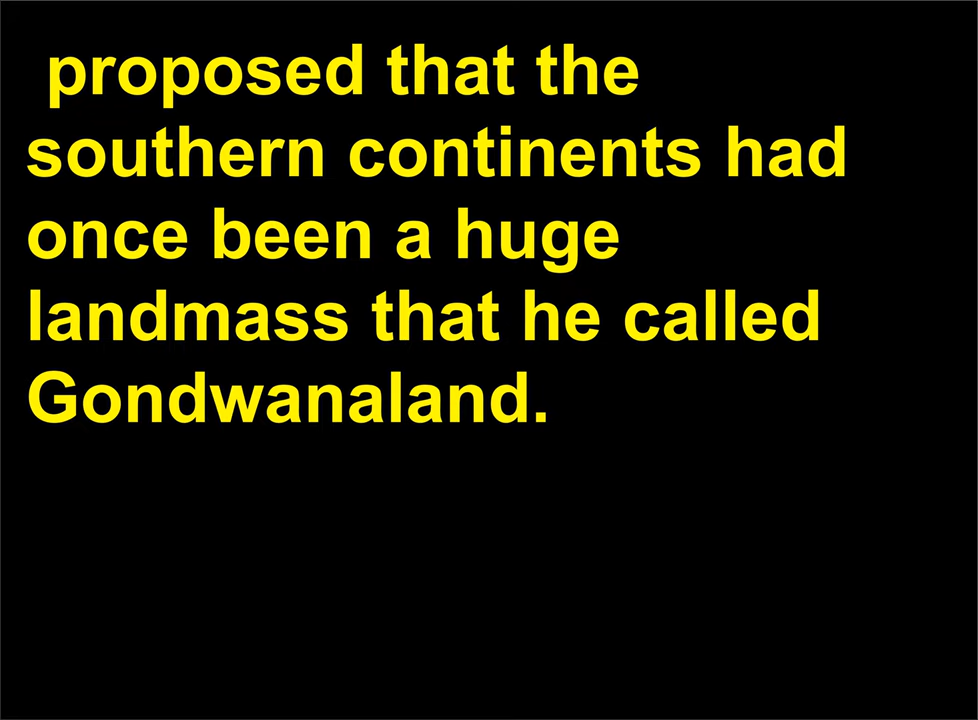 proposed that the
southern continents had
once been a huge
landmass that he called
Gondwanaland.